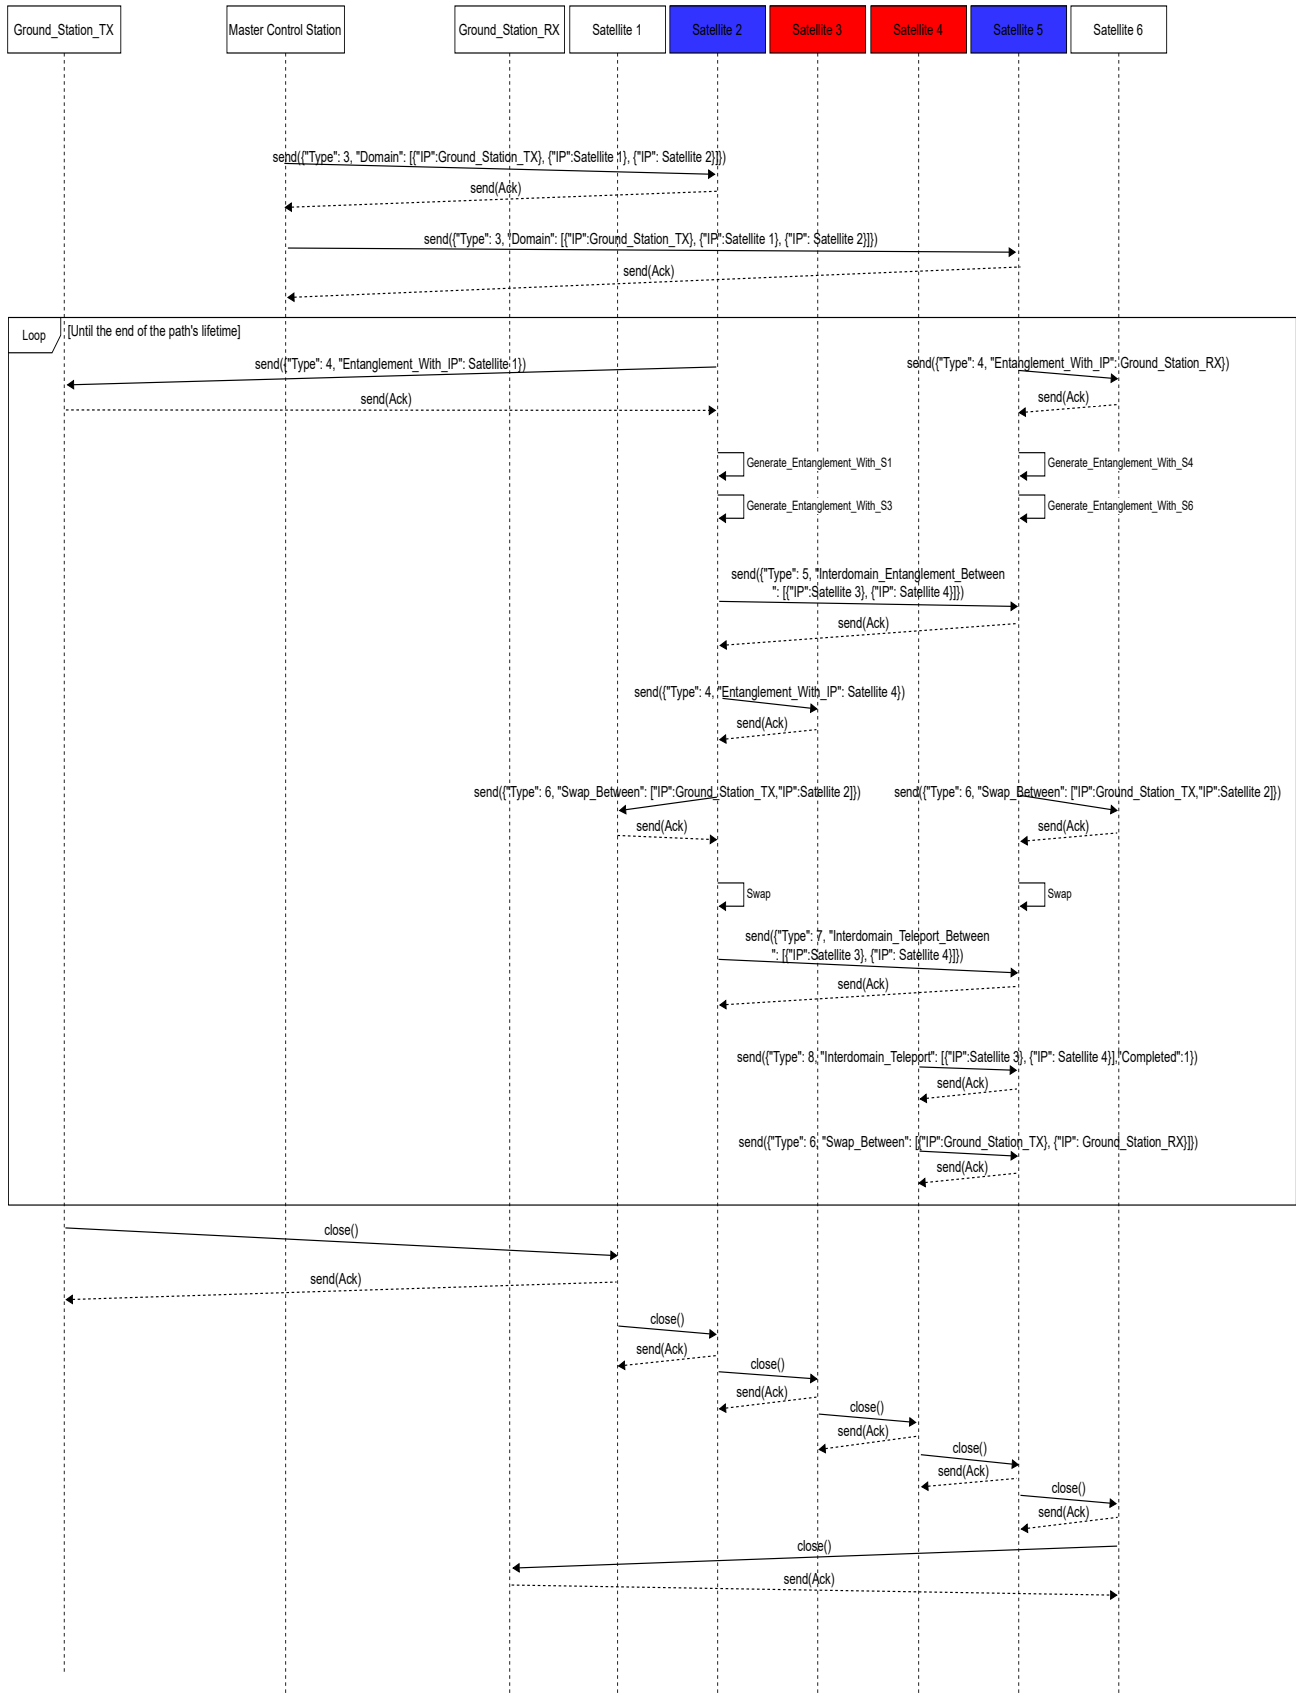 Ground_Station_TX
Master Control Station
Ground_Station_RX
Satellite 1
Satellite 2
Satellite 3
Satellite 4
Satellite 5
Satellite 6
send({"Type": 3, "Domain": [{"IP":Ground_Station_TX}, {"IP":Satellite 1}, {"IP": Satellite 2}]})
send(Ack)
send({"Type": 3, "Domain": [{"IP":Ground_Station_TX}, {"IP":Satellite 1}, {"IP": Satellite 2}]})
send(Ack)
Loop
[Until the end of the path's lifetime]
send({"Type": 4, "Entanglement_With_IP": Satellite 1})
send({"Type": 4, "Entanglement_With_IP": Ground_Station_RX})
send(Ack)
send(Ack)
Generate_Entanglement_With_S1
Generate_Entanglement_With_S4
Generate_Entanglement_With_S3
Generate_Entanglement_With_S6
send({"Type": 5, "Interdomain_Entanglement_Between
": [{"IP":Satellite 3}, {"IP": Satellite 4}]})
send(Ack)
send({"Type": 4, "Entanglement_With_IP": Satellite 4})
send(Ack)
send({"Type": 6, "Swap_Between": ["IP":Ground_Station_TX,"IP":Satellite 2]})
send({"Type": 6, "Swap_Between": ["IP":Ground_Station_TX,"IP":Satellite 2]})
send(Ack)
send(Ack)
Swap
Swap
send({"Type": 7, "Interdomain_Teleport_Between
": [{"IP":Satellite 3}, {"IP": Satellite 4}]})
send(Ack)
send({"Type": 8, "Interdomain_Teleport": [{"IP":Satellite 3}, {"IP": Satellite 4}],"Completed":1})
send(Ack)
send({"Type": 6, "Swap_Between": [{"IP":Ground_Station_TX}, {"IP": Ground_Station_RX}]})
send(Ack)
close()
send(Ack)
close()
send(Ack)
close()
send(Ack)
close()
send(Ack)
close()
send(Ack)
close()
send(Ack)
close()
send(Ack)